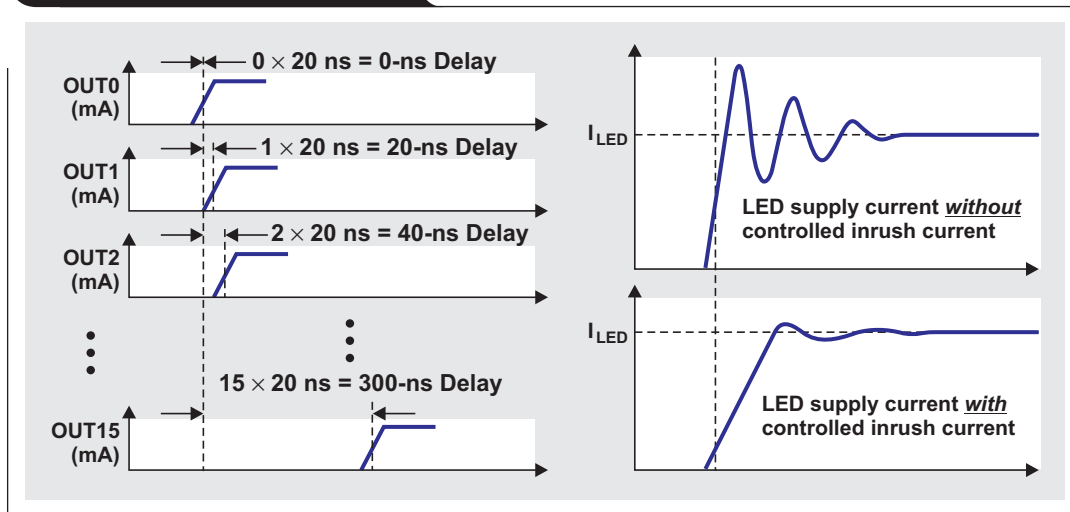 0 × 20 ns = 0-ns Delay
OUT0
(mA)
1 × 20 ns = 20-ns Delay
OUT1
(mA)
2 × 20 ns = 40-ns Delay
OUT2
(mA)
15 × 20 ns = 300-ns Delay
OUT15
(mA)
I_LED
LED supply current without
controlled inrush current
I_LED
LED supply current with
controlled inrush current